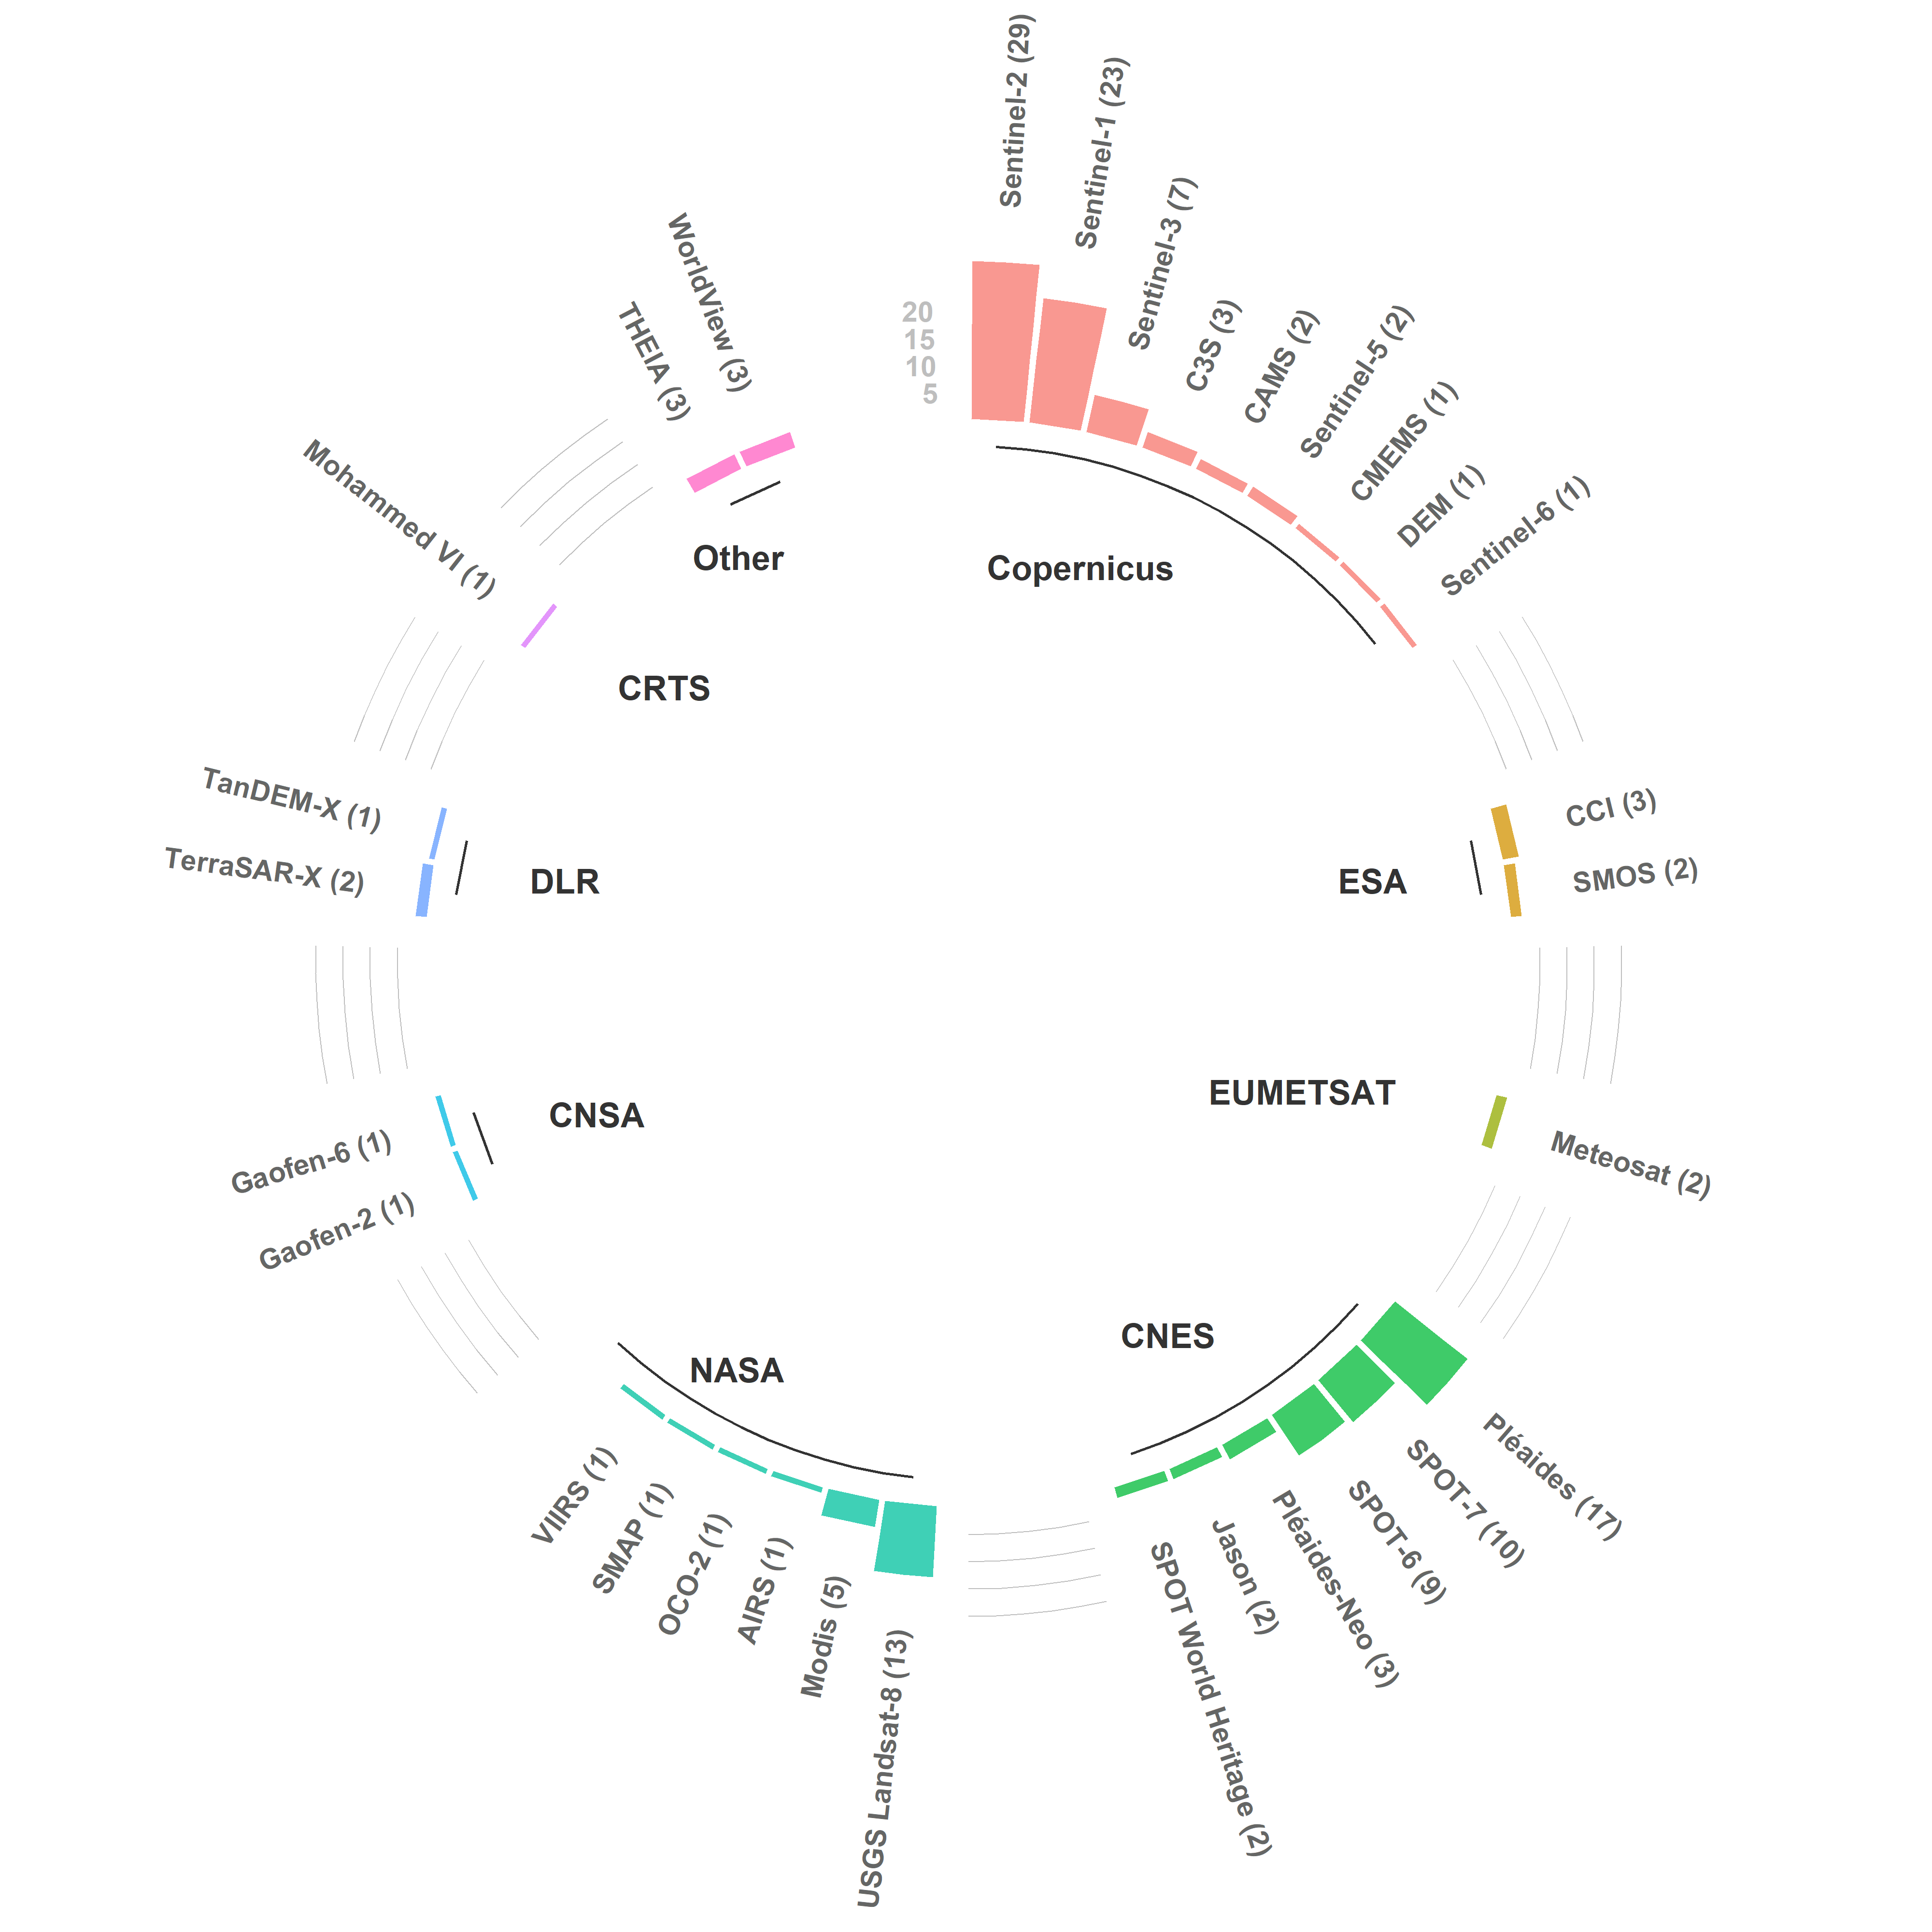 Sentinel-2 (29)
Sentinel-1 (23)
Sentinel-3 (7)
C3S (3)
CAMS (2)
Sentinel-5 (2)
CMEMS (1)
DEM (1)
Sentinel-6 (1)
Copernicus
20
15
10
5
CCI (3)
SMOS (2)
ESA
Meteosat (2)
EUMETSAT
Pléaides (17)
SPOT-7 (10)
SPOT-6 (9)
Pléaides-Neo (3)
Jason (2)
SPOT World Heritage (2)
CNES
USGS Landsat-8 (13)
Modis (5)
AIRS (1)
OCO-2 (1)
SMAP (1)
VIIRS (1)
NASA
Gaofen-2 (1)
Gaofen-6 (1)
CNSA
TerraSAR-X (2)
TanDEM-X (1)
DLR
Mohammed VI (1)
CRTS
THEIA (3)
WorldView (3)
Other